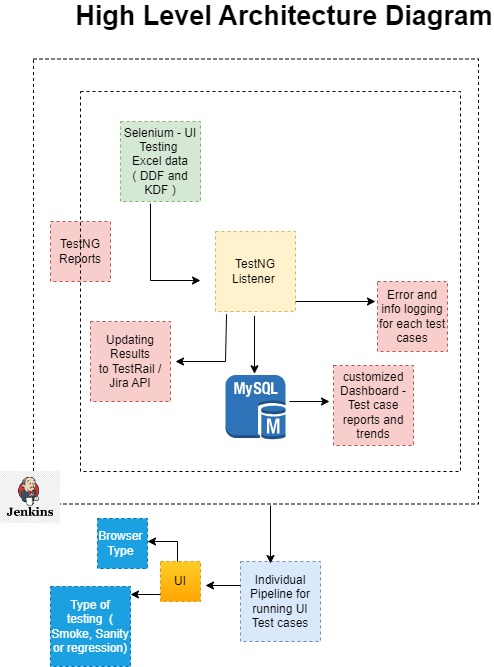 High Level Architecture Diagram
Selenium - UI
Testing
Excel data
( DDF and
KDF )
TestNG
Reports
TestNG
Listener
Error and
info logging
for each test
cases
Updating
Results
to TestRail /
Jira API
MySQL
M
customized
Dashboard -
Test case
reports and
trends
Jenkins
Browser
Type
UI
Individual
Pipeline for
running UI
Test cases
Type of
testing (
Smoke, Sanity
or regression)